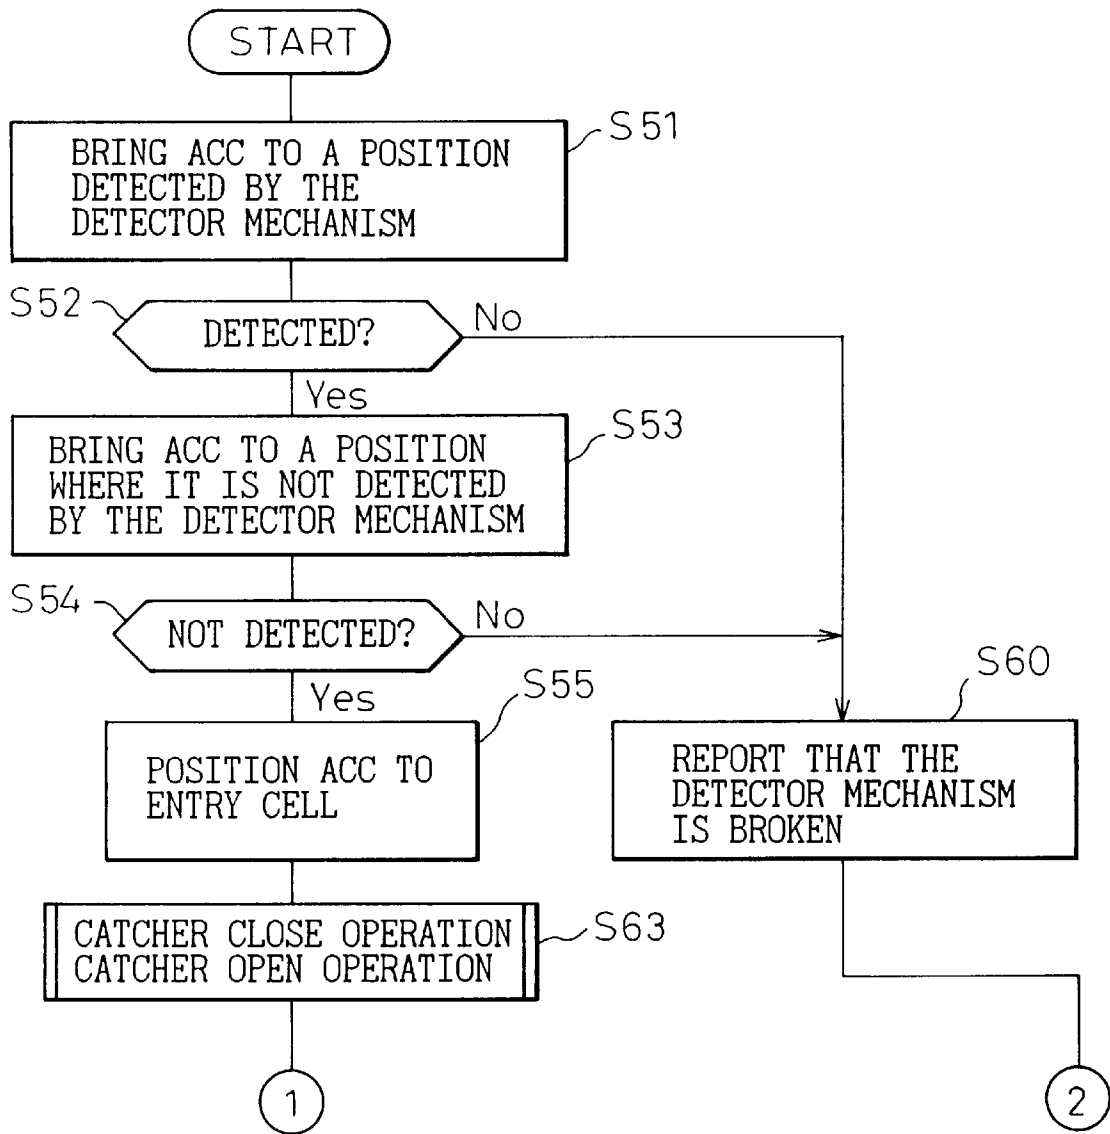 START
S51
BRING ACC TO A POSITION
DETECTED BY THE
DETECTOR MECHANISM
S52
DETECTED?
No
Yes
S53
BRING ACC TO A POSITION
WHERE IT IS NOT DETECTED
BY THE DETECTOR MECHANISM
S54
NOT DETECTED?
No
Yes
S55
POSITION ACC TO
ENTRY CELL
S60
REPORT THAT THE
DETECTOR MECHANISM
IS BROKEN
S63
CATCHER CLOSE OPERATION
CATCHER OPEN OPERATION
1
2